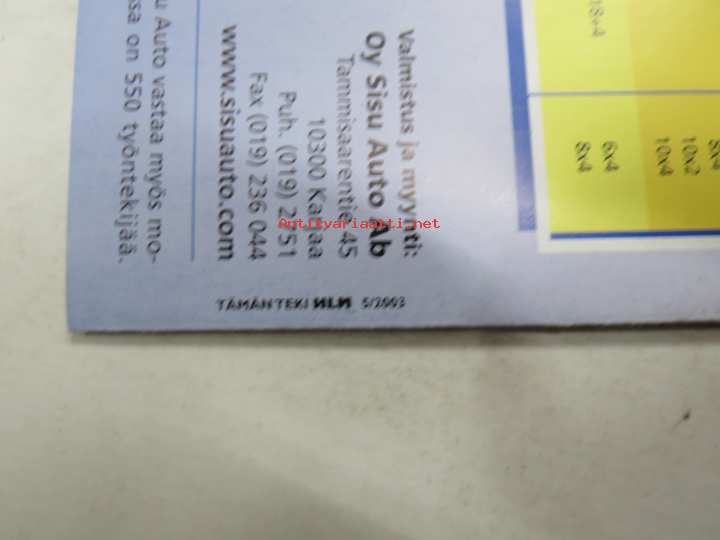 Valmistus ja myynti:
Oy Sisu Auto Ab
Tammisaarentie 45
10300 Karjaa
Puh. (019) 2751
Fax (019) 236 044
www.sisuauto.com
Auto vastaa myös mo-
on 550 työntekijää.
TÄMÄN TEKI 5/2003
18+4
8x4
10x2
10x4
6x4
8x4
Antikvariaatti.net